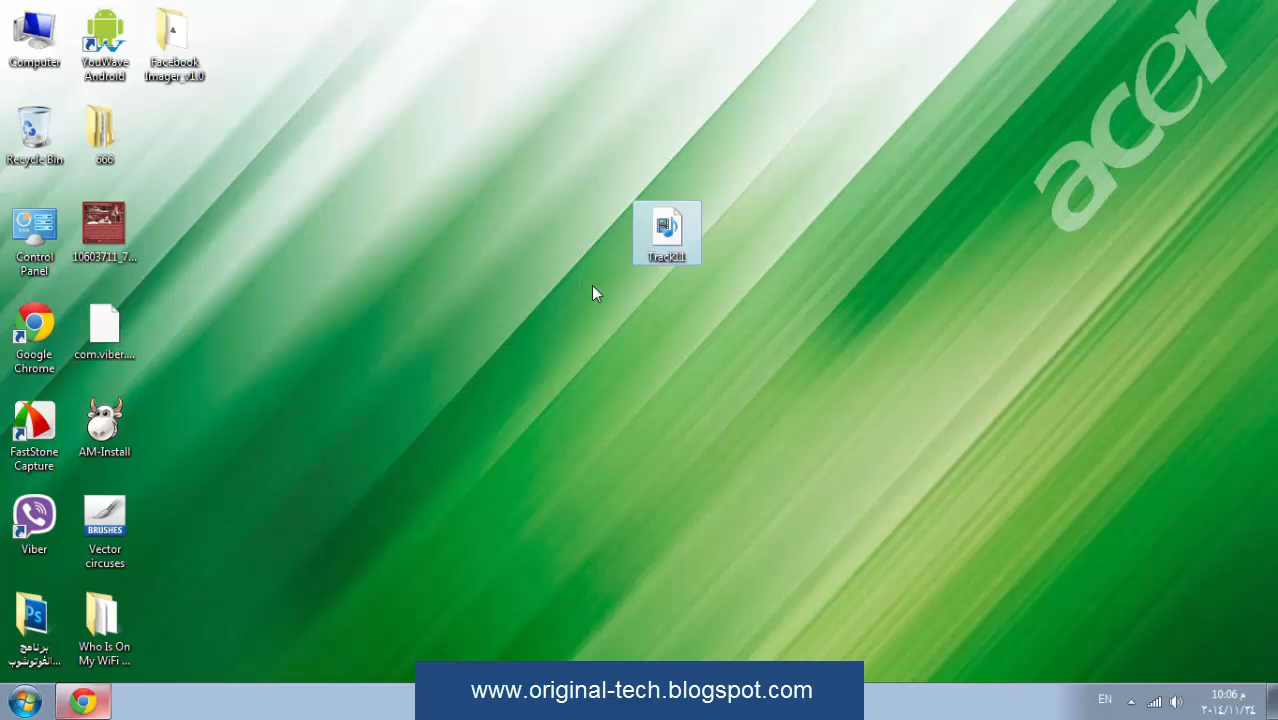 Computer
YouWave
Android
Facebook
Imager_v1.0
Recycle Bin
666
Control
Panel
10603711_7...
Google
Chrome
com.viber....
FastStone
Capture
AM-Install
Viber
BRUSHES
Vector
circuses
Ps
برنامج
الفوتوشوب...
Who Is On
My WiFi ...
Track11
acer
www.original-tech.blogspot.com
EN
10:06 م
٢٠١٤/١١/٢٤